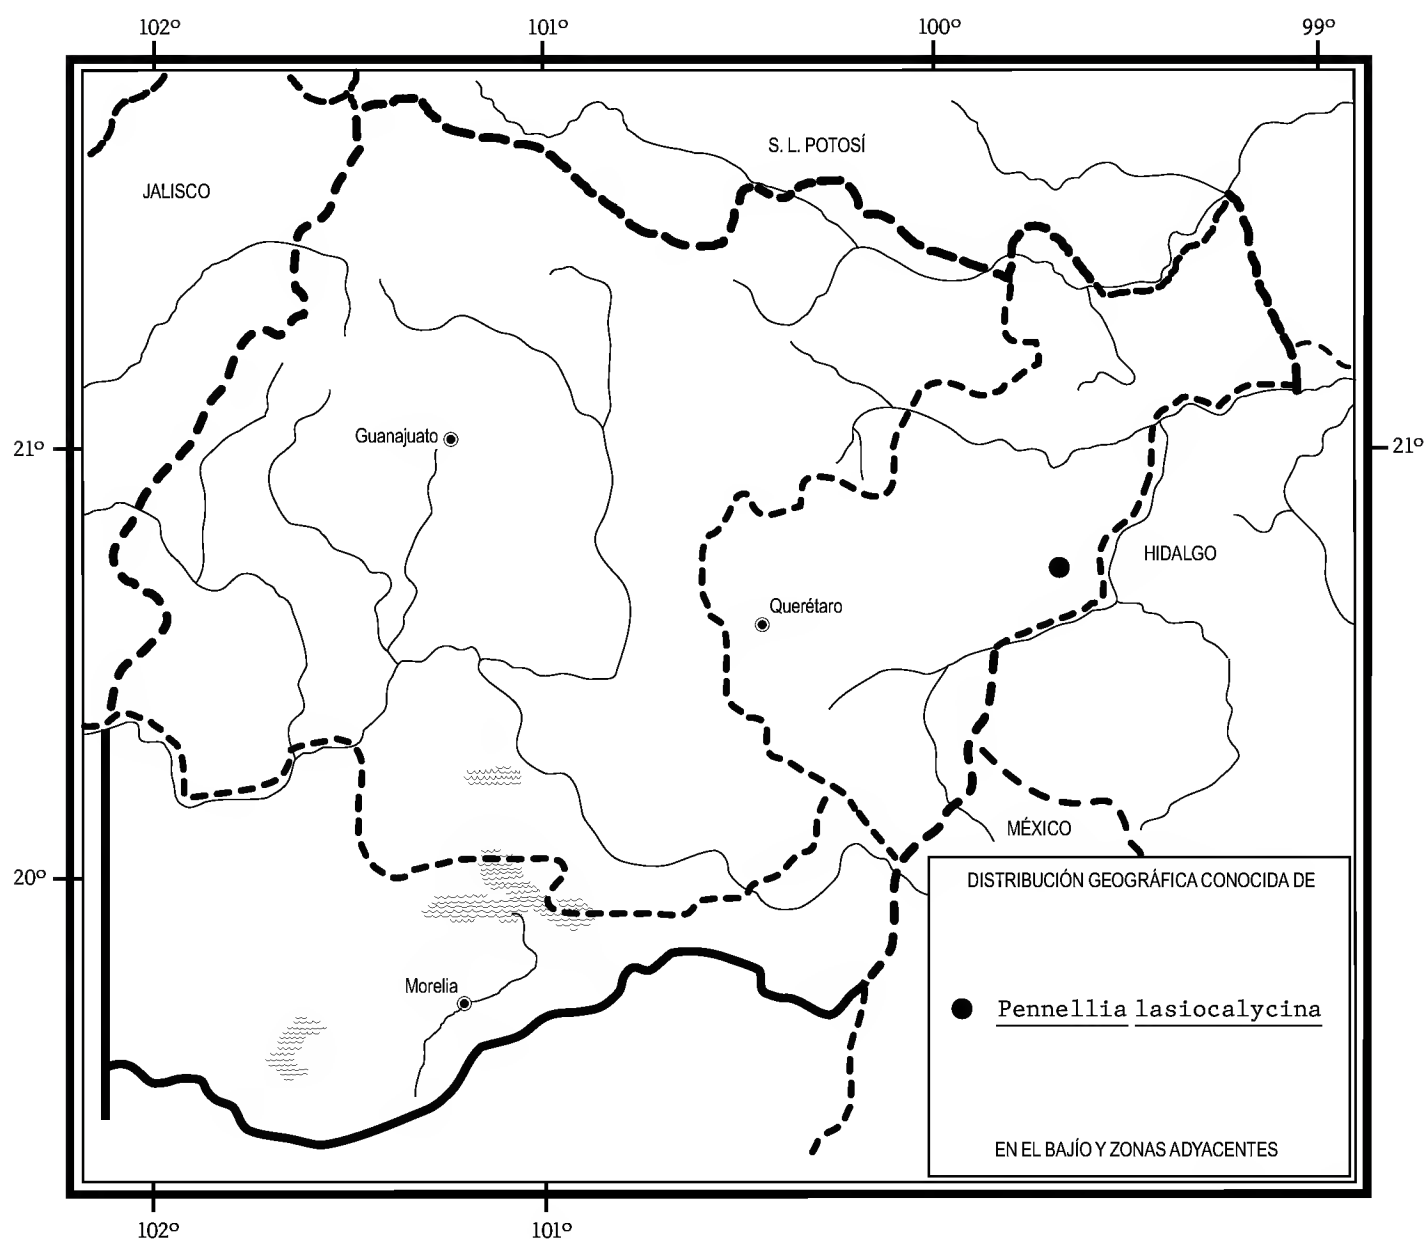 102º 101º 100º 99º
S. L. POTOSÍ
JALISCO
Guanajuato
21º 21º
HIDALGO
Querétaro
MÉXICO
20º
DISTRIBUCIÓN GEOGRÁFICA CONOCIDA DE
Morelia
Pennellia lasiocalycina
EN EL BAJÍO Y ZONAS ADYACENTES
102º 101º